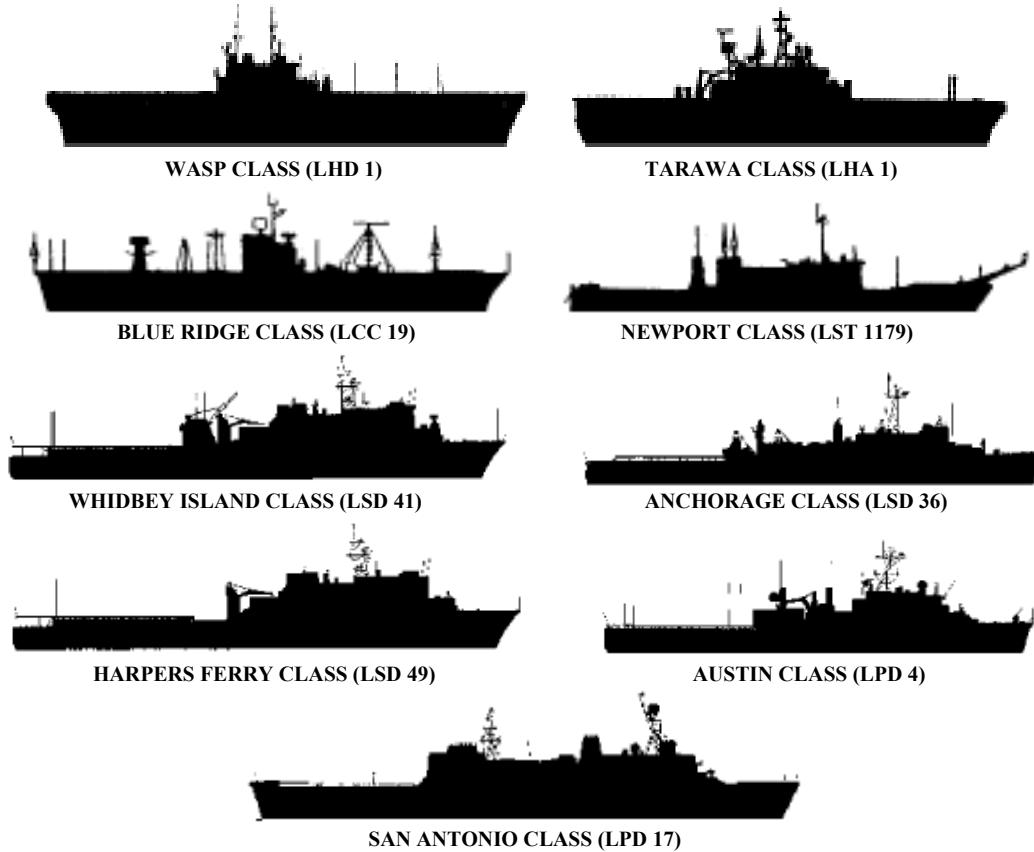 WASP CLASS (LHD 1)
TARAWA CLASS (LHA 1)
BLUE RIDGE CLASS (LCC 19)
NEWPORT CLASS (LST 1179)
WHIDBEY ISLAND CLASS (LSD 41)
ANCHORAGE CLASS (LSD 36)
HARPERS FERRY CLASS (LSD 49)
AUSTIN CLASS (LPD 4)
SAN ANTONIO CLASS (LPD 17)